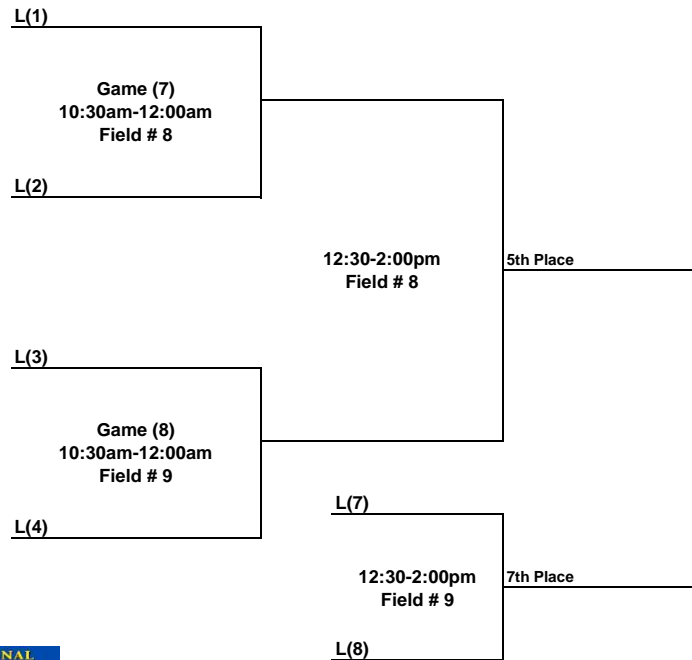 L(1)
Game (7)
10:30am-12:00am
Field # 8
L(2)
12:30-2:00pm
Field # 8
5th Place
L(3)
Game (8)
10:30am-12:00am
Field # 9
L(4)
L(7)
12:30-2:00pm
Field # 9
7th Place
L(8)
NAL